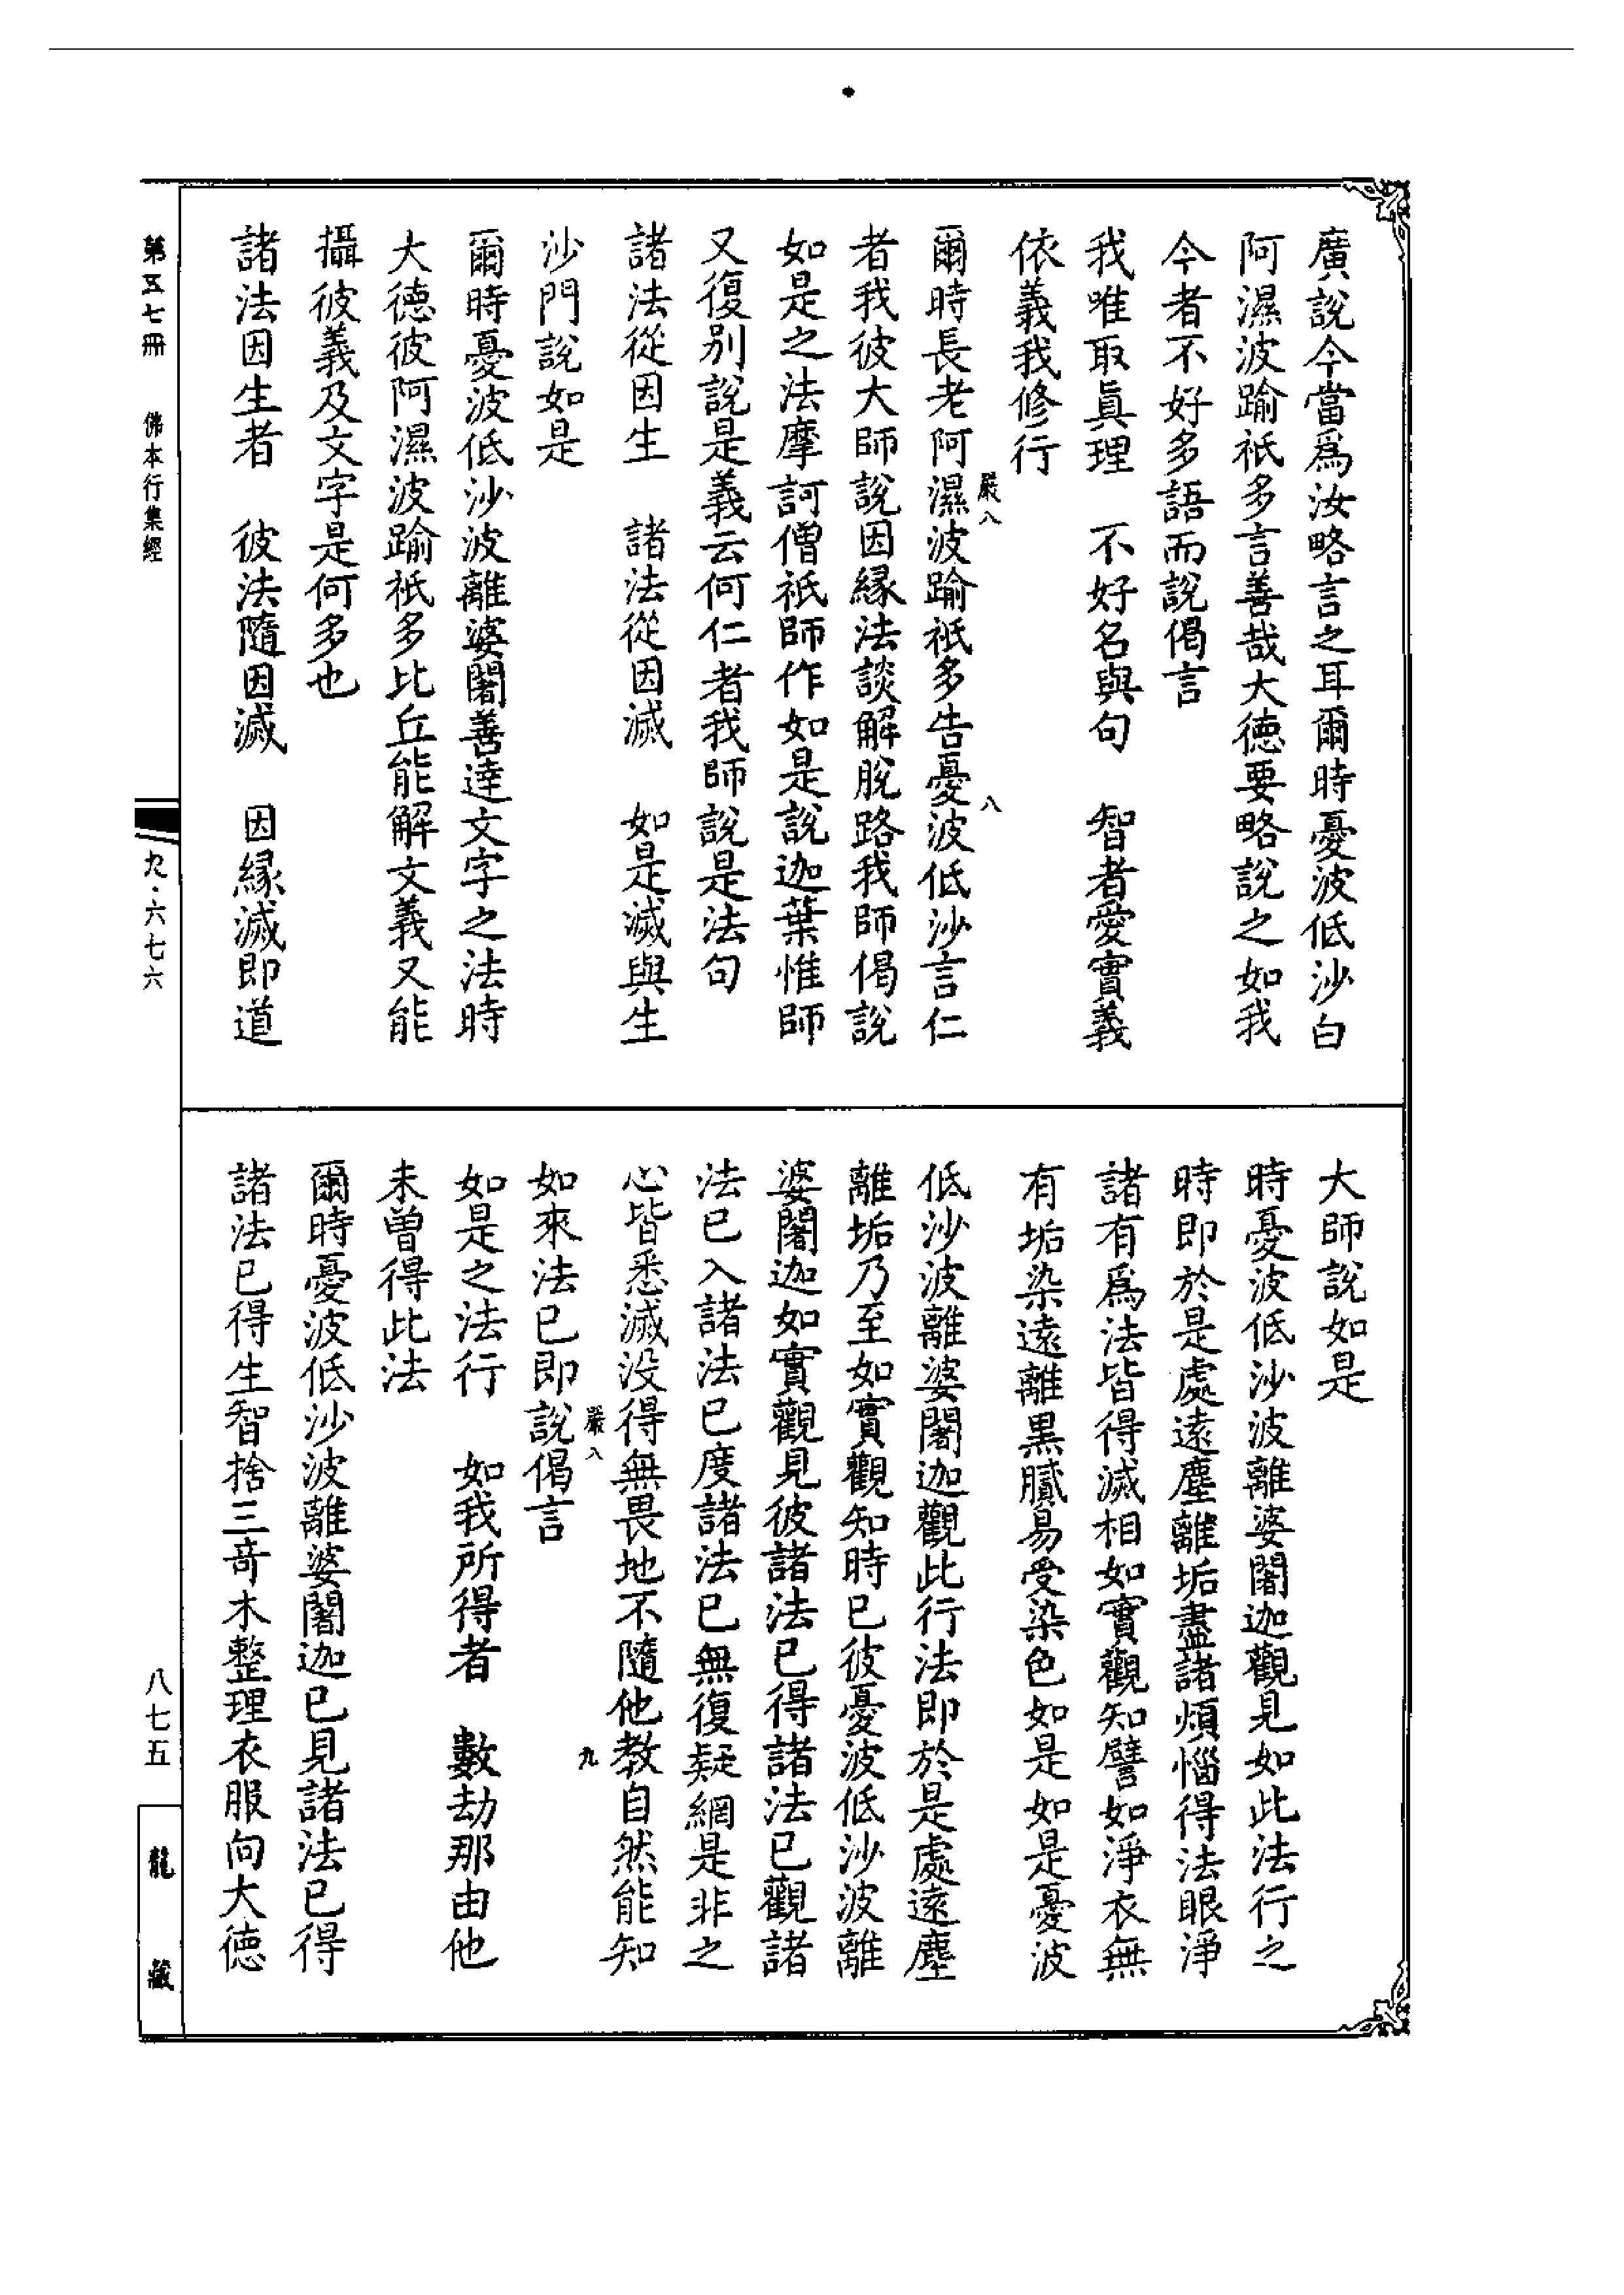 廣說今當爲汝略言之耳爾時憂波低沙白
阿濕波踰祇多言善哉大德要略說之如我
今者不好多語而說偈言
我唯取眞理　不好名與句　智者愛實義
依義我修行
嚴八
八
爾時長老阿濕波踰祇多告憂波低沙言仁
者我彼大師說因緣法談解脫路我師偈說
如是之法摩訶僧祇師作如是說迦葉惟師
又復别說是義云何仁者我師說是法句
諸法從因生　諸法從因滅　如是滅與生
沙門說如是
爾時憂波低沙波離婆闍善達文字之法時
大德彼阿濕波踰祇多比丘能解文義又能
攝彼義及文字是何多也
諸法因生者　彼法隨因滅　因緣滅即道
大師說如是
時憂波低沙波離婆闍迦觀見如此法行之
時即於是處遠塵離垢盡諸煩惱得法眼淨
諸有爲法皆得滅相如實觀知譬如淨衣無
有垢染遠離黑膩易受染色如是如是憂波
低沙波離婆闍迦觀此行法即於是處遠塵
離垢乃至如實觀知時已彼憂波低沙波離
婆闍迦如實觀見彼諸法已得諸法已觀諸
法已入諸法已度諸法已無復疑網是非之
心皆悉滅没得無畏地不隨他教自然能知
嚴八
九
如來法已即說偈言
如是之法行　如我所得者　數劫那由他
未曾得此法
爾時憂波低沙波離婆闍迦已見諸法已得
諸法已得生智捨三奇木整理衣服向大德
第五七冊　佛本行集經
九·六七六
八七五
龍藏